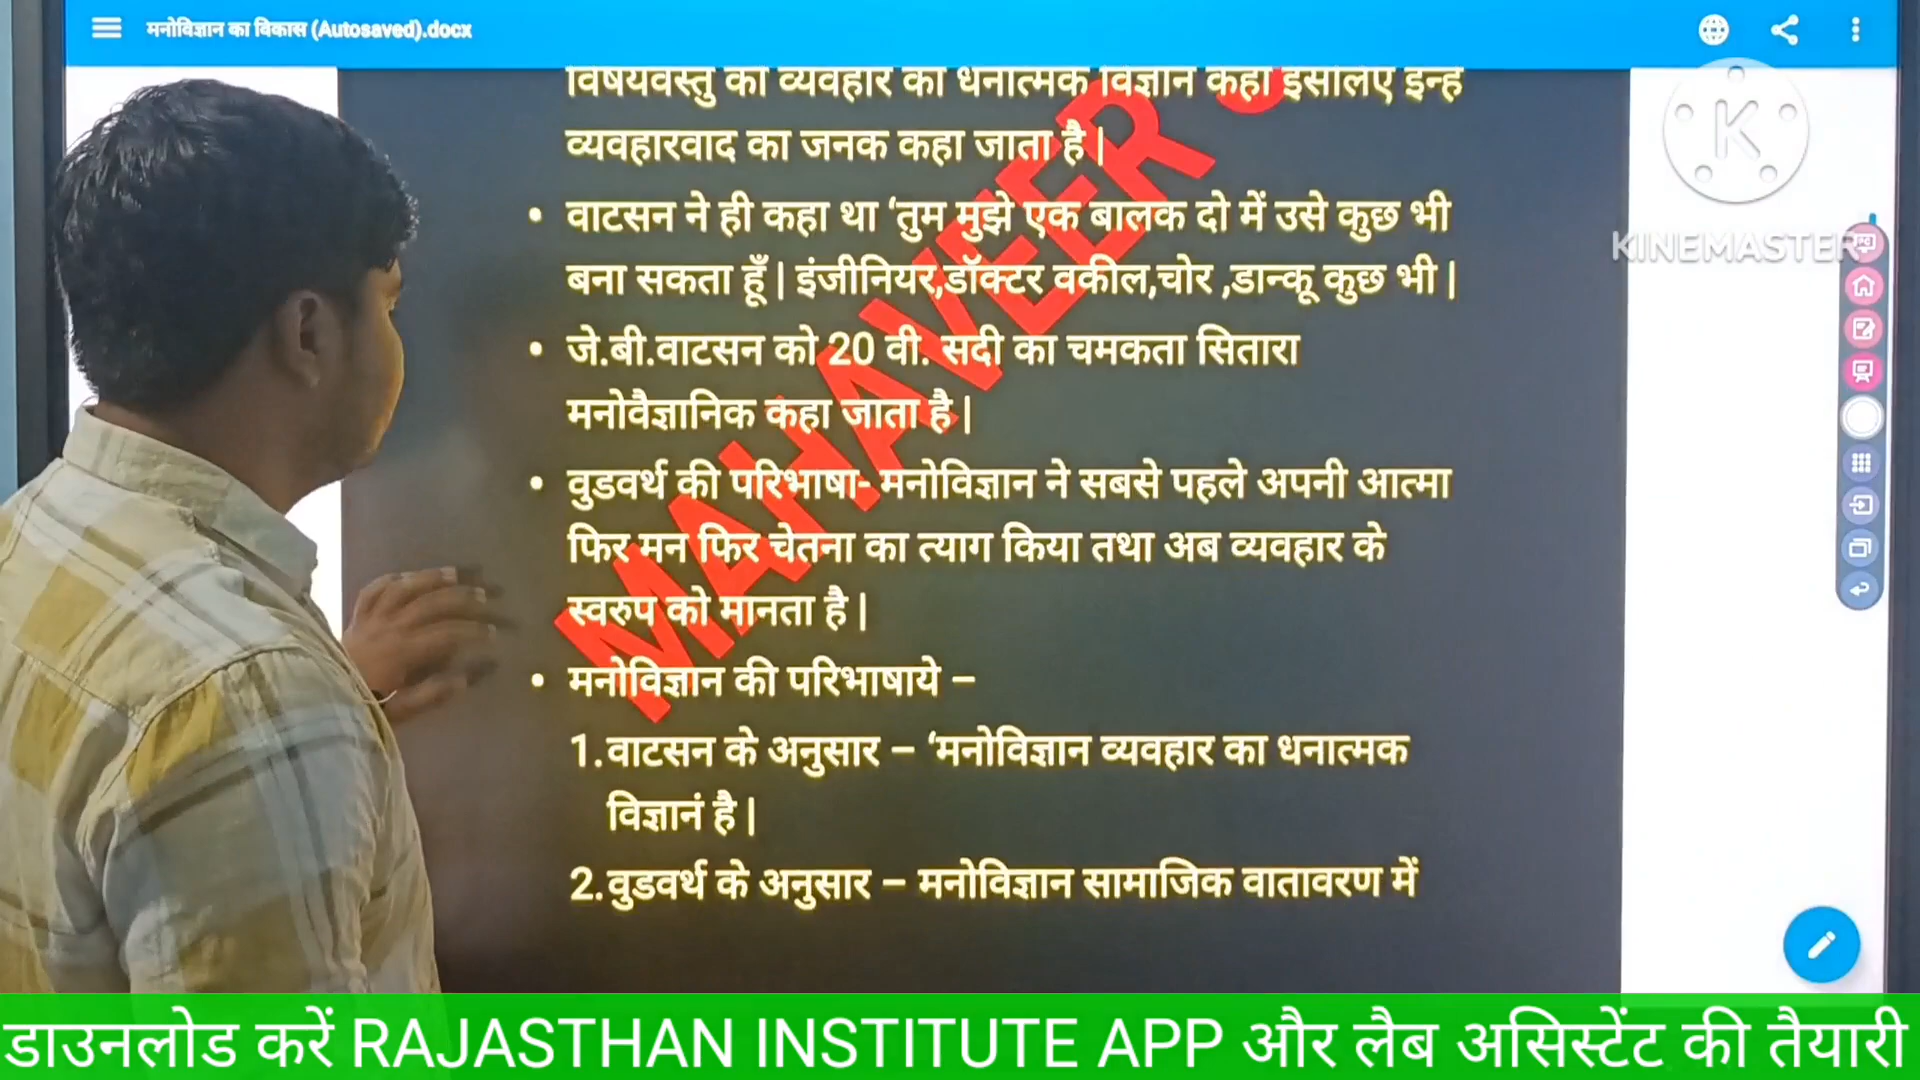 मनोविज्ञान का विकास (Autosaved).docx
विषयवस्तु को व्यवहार का धनात्मक विज्ञान कहा इसलिए इन्हे
व्यवहारवाद का जनक कहा जाता है |
• वाटसन ने ही कहा था ‘तुम मुझे एक बालक दो में उसे कुछ भी
बना सकता हूँ | इंजीनियर,डॉक्टर वकील,चोर ,डान्कू कुछ भी |
• जे.बी.वाटसन को 20 वी. सदी का चमकता सितारा
मनोवैज्ञानिक कहा जाता है |
• वुडवर्थ की परिभाषा- मनोविज्ञान ने सबसे पहले अपनी आत्मा
फिर मन फिर चेतना का त्याग किया तथा अब व्यवहार के
स्वरुप को मानता है |
• मनोविज्ञान की परिभाषाये –
1. वाटसन के अनुसार – ‘मनोविज्ञान व्यवहार का धनात्मक
विज्ञानं है |
2. वुडवर्थ के अनुसार – मनोविज्ञान सामाजिक वातावरण में
MAHAVEER
K
KINEMASTER
डाउनलोड करें RAJASTHAN INSTITUTE APP और लैब असिस्टेंट की तैयारी